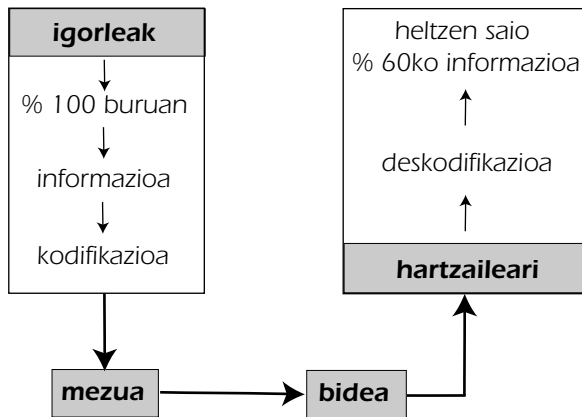 igorleak
% 100 buruan
informazioa
kodifikazioa
mezua
bidea
hartzaileari
deskodifikazioa
heltzen saio
% 60ko informazioa